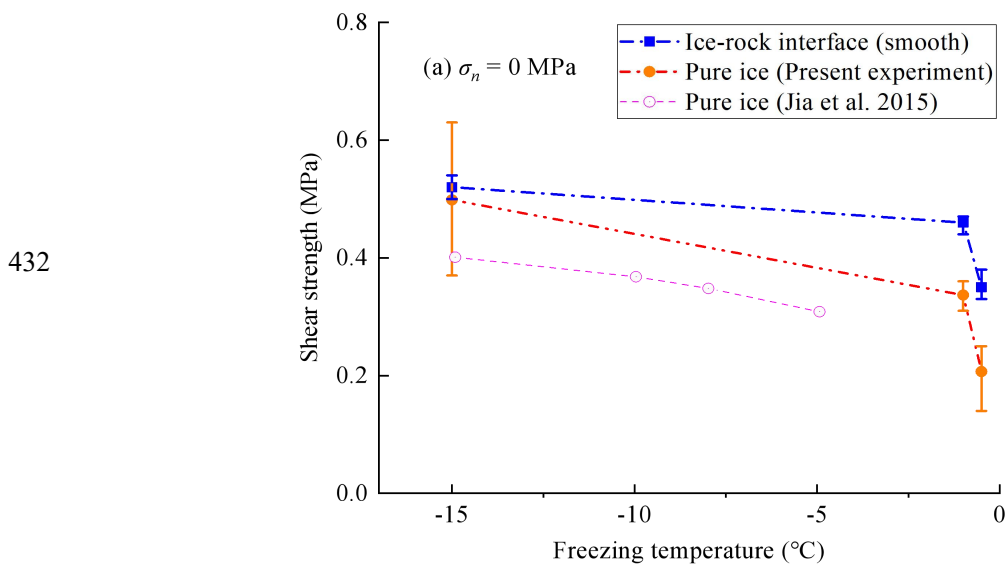 0.8
0.6
0.4
0.2
0.0
Shear strength (MPa)
432
(a) σn = 0 MPa
Ice-rock interface (smooth)
Pure ice (Present experiment)
Pure ice (Jia et al. 2015)
-15
-10
-5
0
Freezing temperature (℃)